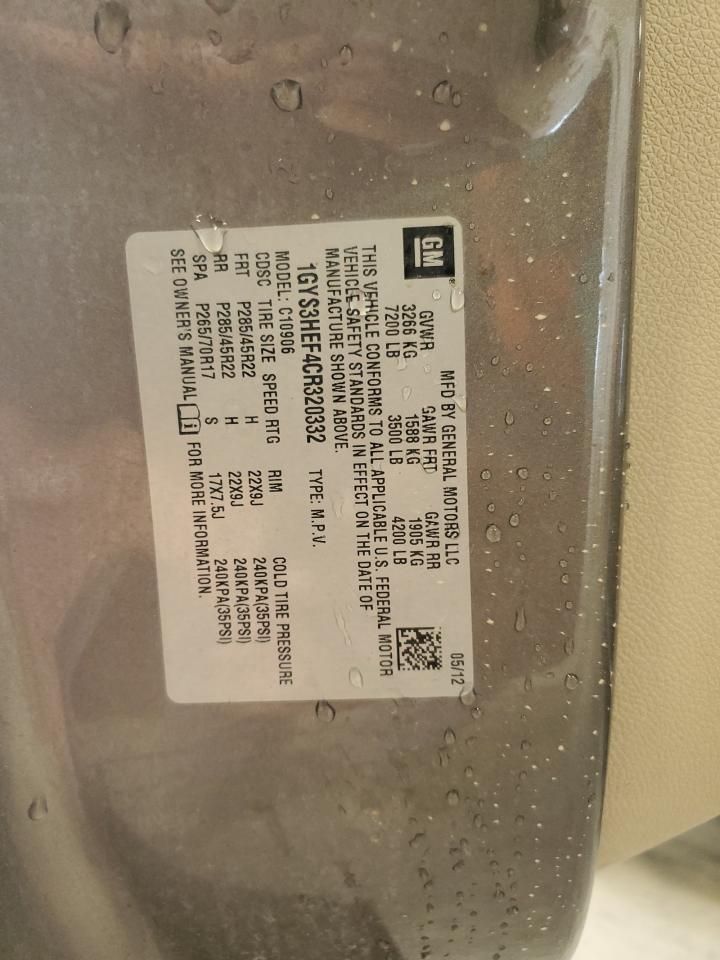 GM
MFD BY GENERAL MOTORS LLC 05/12
GVWR GAWR FRT GAWR RR
3266 KG 1588 KG 1905 KG
7200 LB 3500 LB 4200 LB
THIS VEHICLE CONFORMS TO ALL APPLICABLE U.S. FEDERAL MOTOR
VEHICLE SAFETY STANDARDS IN EFFECT ON THE DATE OF
MANUFACTURE SHOWN ABOVE.
1GYS3HEF4CR320332 TYPE: M.P.V.
MODEL: C10906
CDSC TIRE SIZE SPEED RTG RIM COLD TIRE PRESSURE
FRT P285/45R22 H 22X9J 240KPA(35PSI)
RR P285/45R22 H 22X9J 240KPA(35PSI)
SPA P265/70R17 S 17X7.5J 240KPA(35PSI)
SEE OWNER'S MANUAL i FOR MORE INFORMATION.